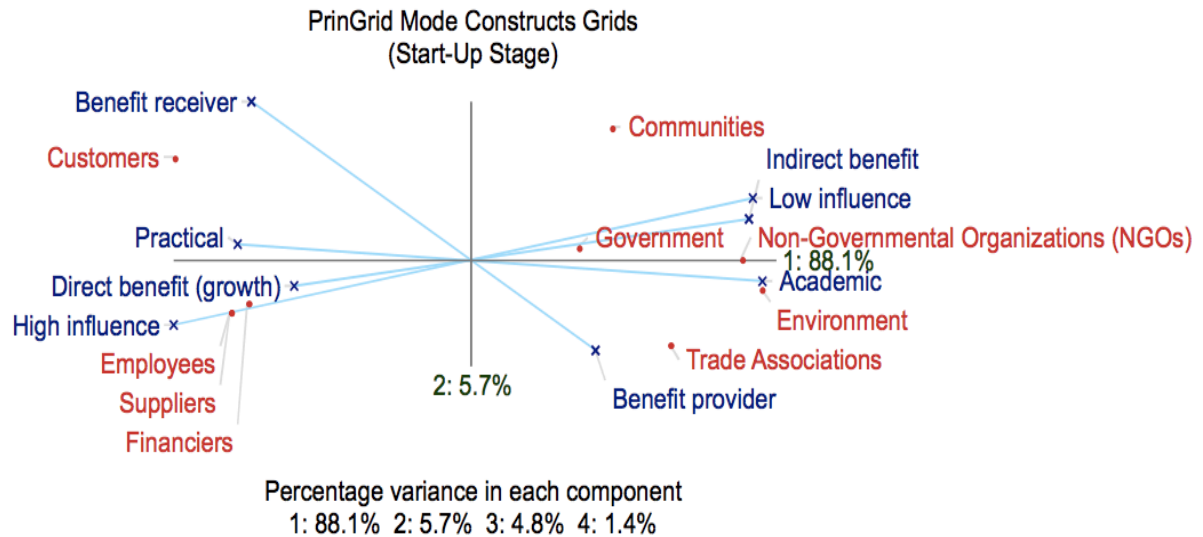 PrinGrid Mode Constructs Grids
(Start-Up Stage)
Benefit receiver
Communities
Customers
Indirect benefit
Low influence
Practical
Government
Non-Governmental Organizations (NGOs)
1: 88.1%
Direct benefit (growth)
Academic
High influence
Environment
Employees
Trade Associations
2: 5.7%
Suppliers
Benefit provider
Financiers
Percentage variance in each component
1: 88.1% 2: 5.7% 3: 4.8% 4: 1.4%